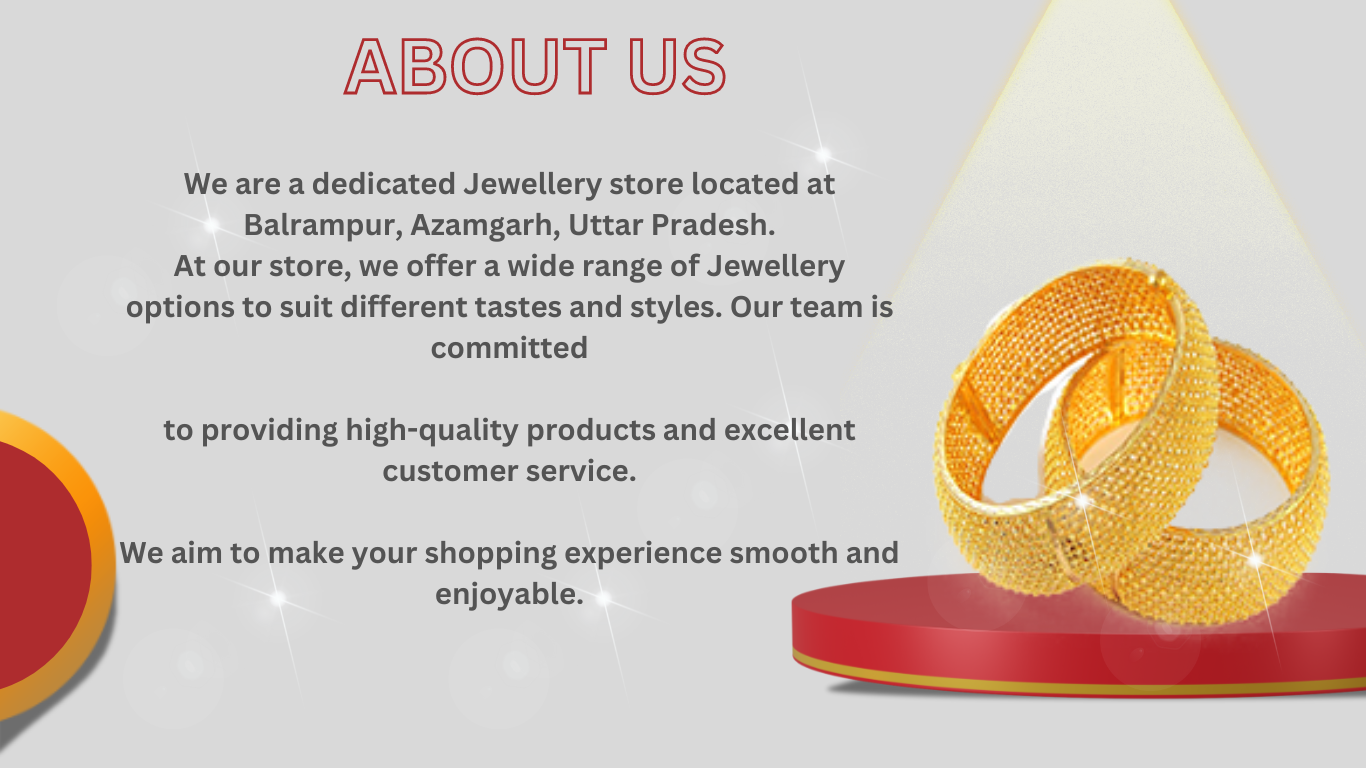 ABOUT US
We are a dedicated Jewellery store located at
Balrampur, Azamgarh, Uttar Pradesh.
At our store, we offer a wide range of Jewellery
options to suit different tastes and styles. Our team is
committed
to providing high-quality products and excellent
customer service.
We aim to make your shopping experience smooth and
enjoyable.